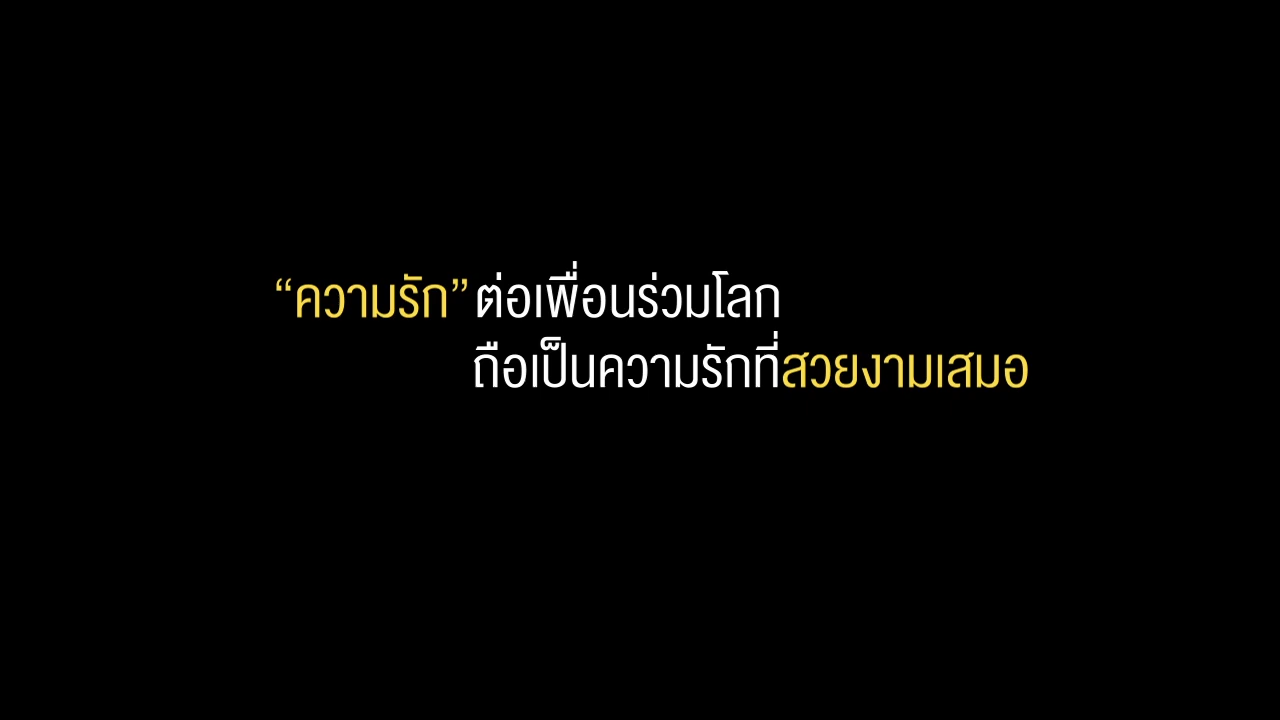 “ความรัก” ต่อเพื่อนร่วมโลก
ถือเป็นความรักที่สวยงามเสมอ